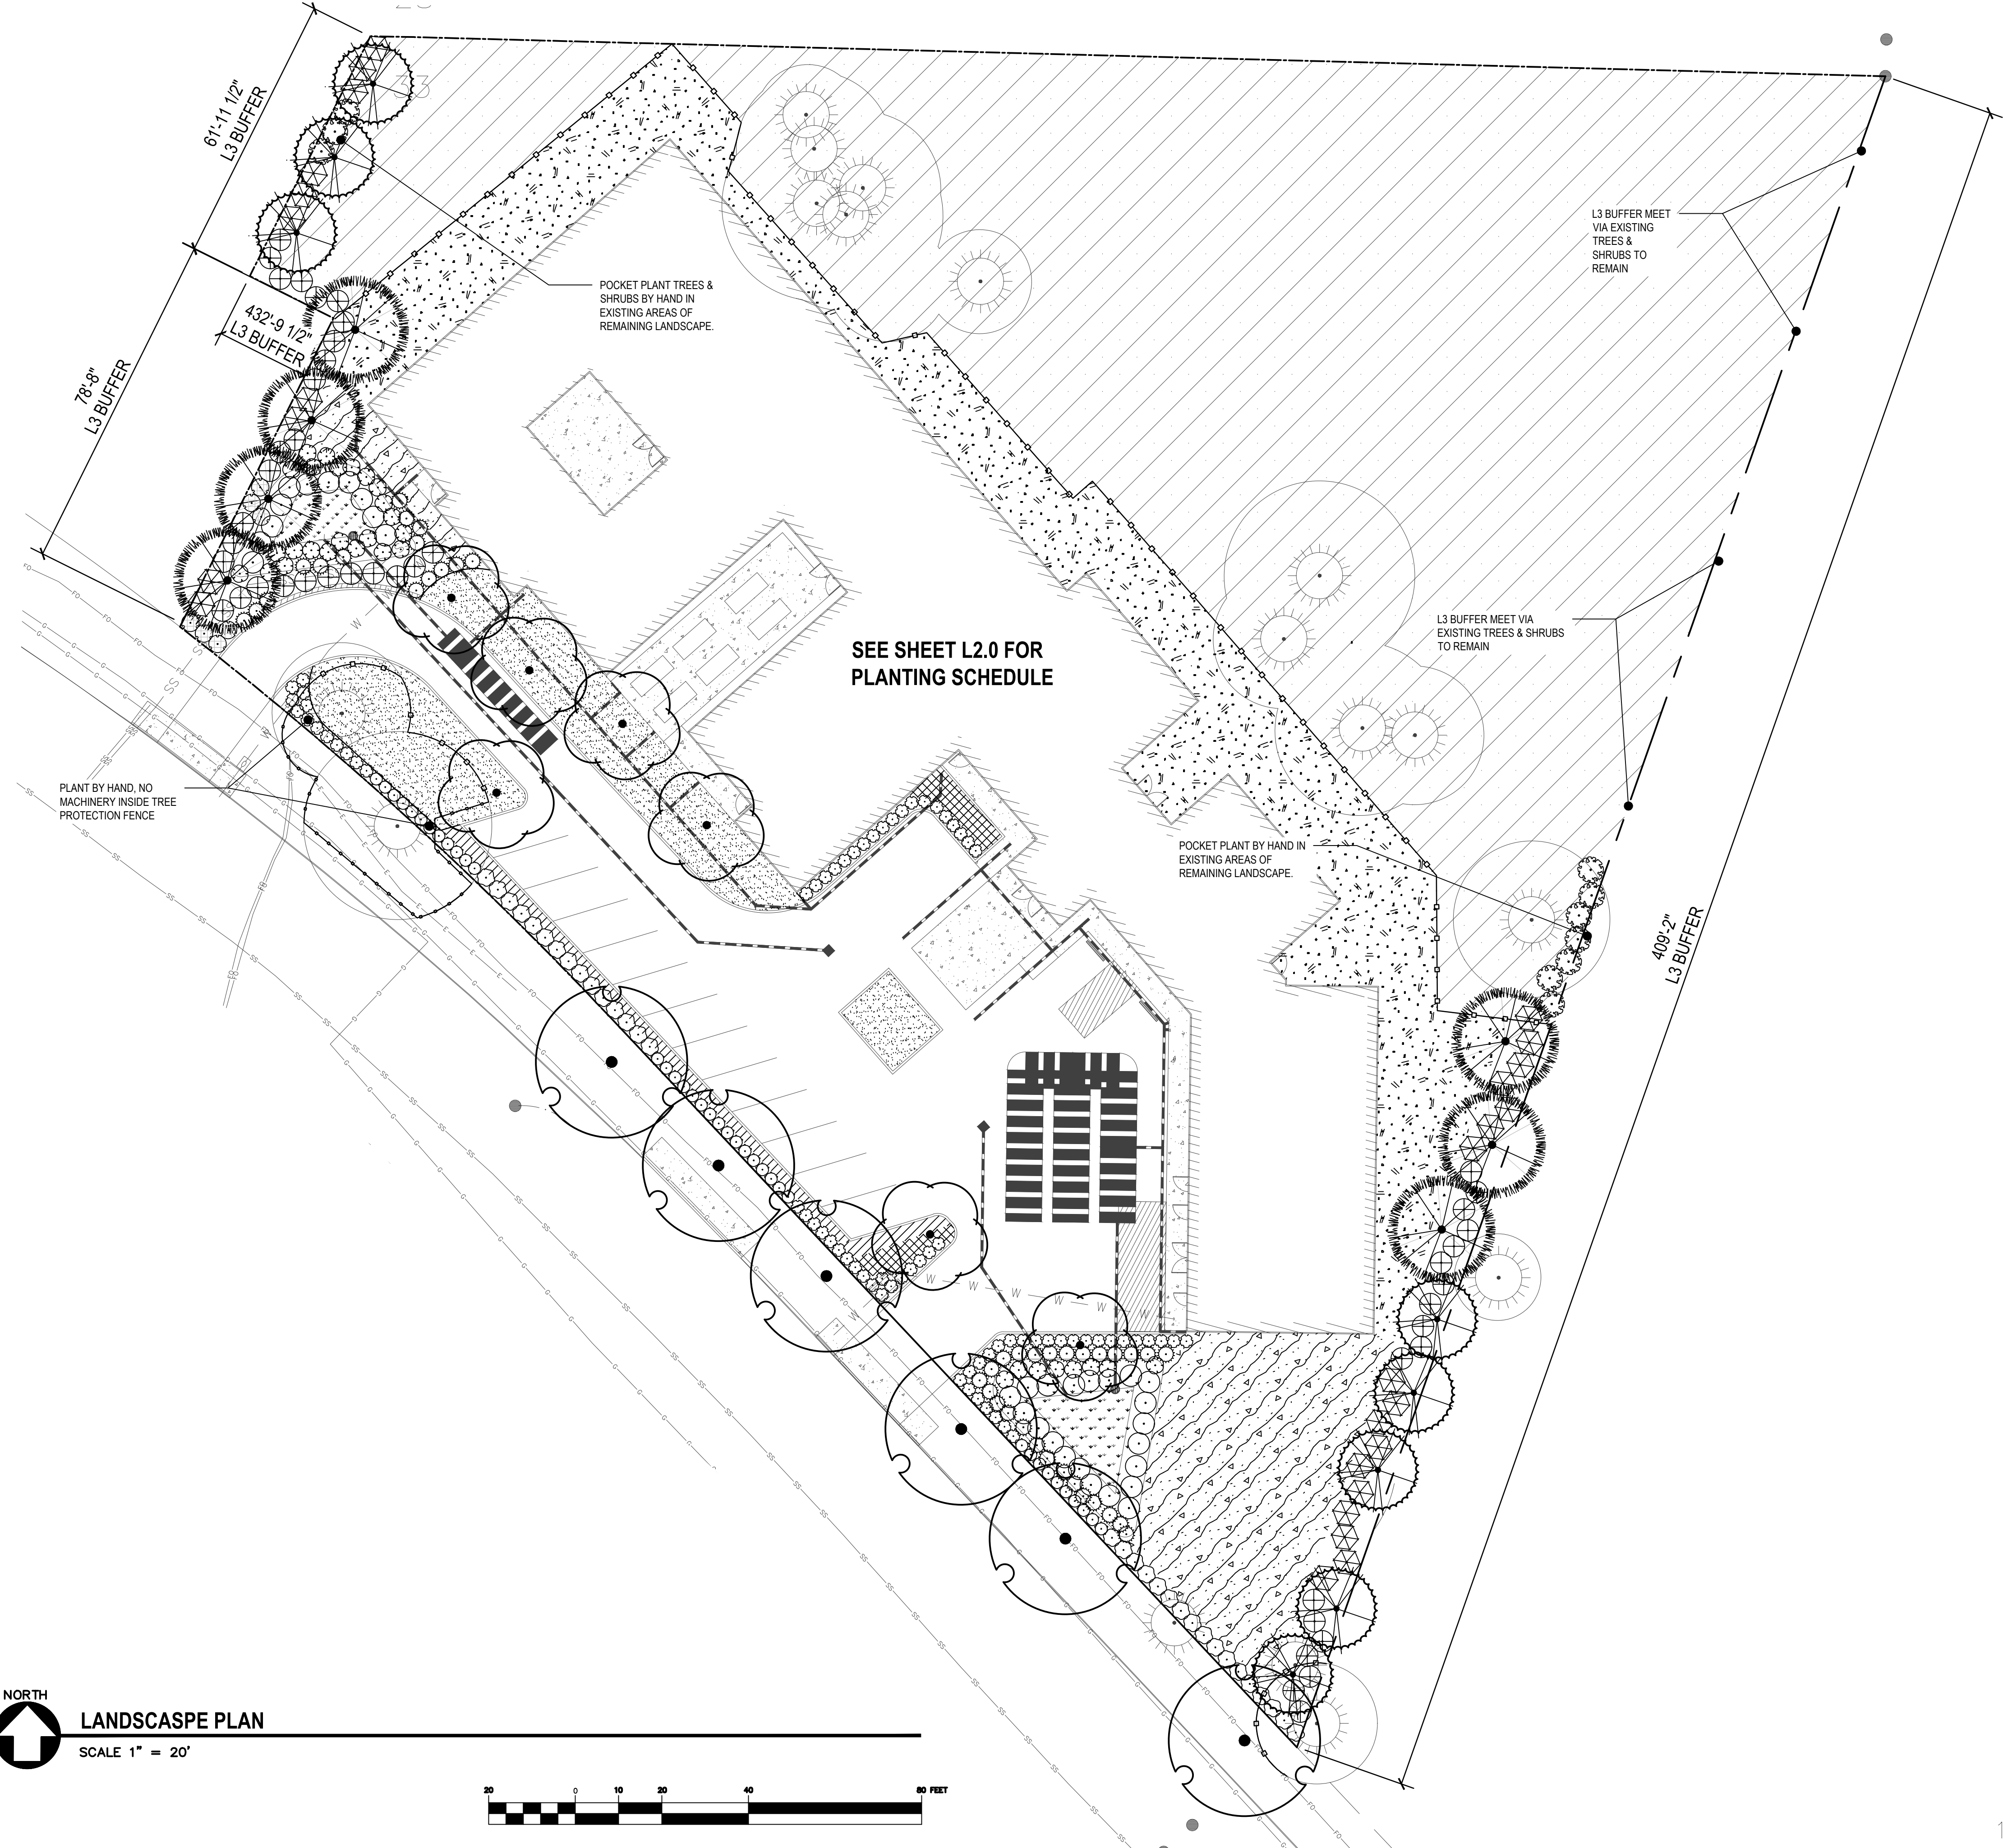 61'-11 1/2"
L3 BUFFER
33
432'-9 1/2"
L3 BUFFER
78'-8"
L3 BUFFER
POCKET PLANT TREES &
SHRUBS BY HAND IN
EXISTING AREAS OF
REMAINING LANDSCAPE.
L3 BUFFER MEET
VIA EXISTING
TREES &
SHRUBS TO
REMAIN
L3 BUFFER MEET VIA
EXISTING TREES & SHRUBS
TO REMAIN
SEE SHEET L2.0 FOR
PLANTING SCHEDULE
PLANT BY HAND, NO
MACHINERY INSIDE TREE
PROTECTION FENCE
POCKET PLANT BY HAND IN
EXISTING AREAS OF
REMAINING LANDSCAPE.
409'-2"
L3 BUFFER
NORTH
LANDSCASPE PLAN
SCALE 1" = 20'
20 0 10 20 40 80 FEET